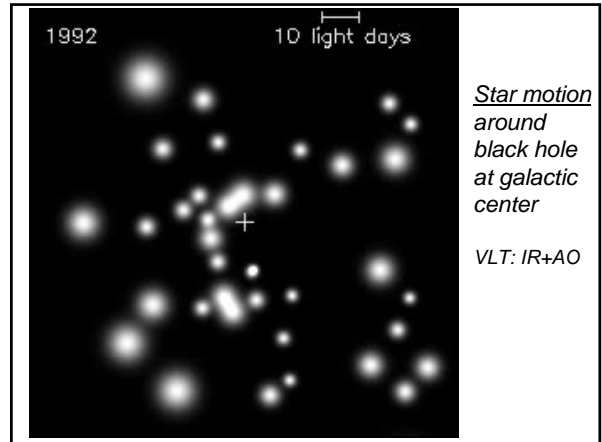 1992
10 light days
Star motion
around
black hole
at galactic
center
VLT: IR+AO